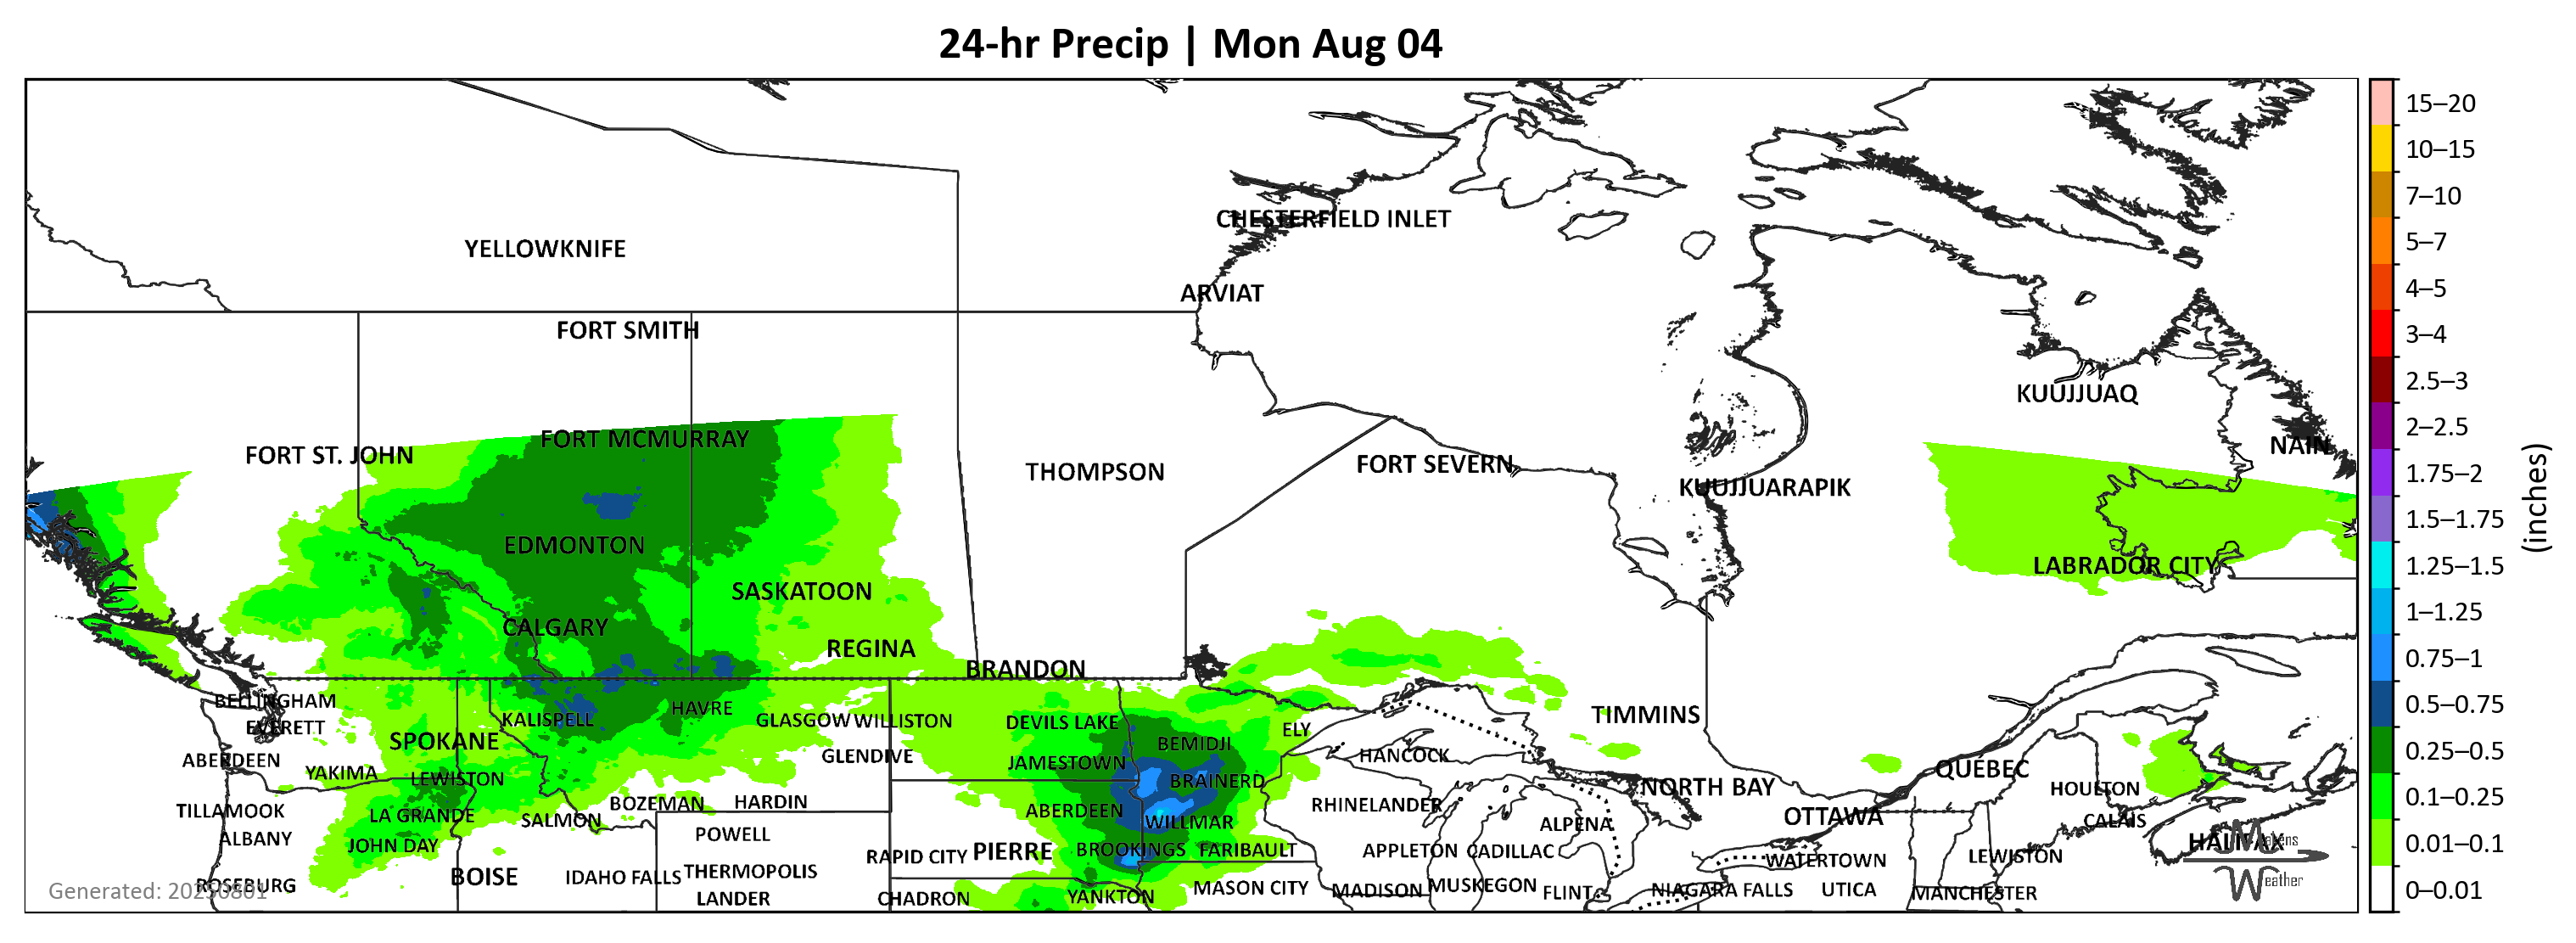 24-hr Precip | Mon Aug 04
CHESTERFIELD INLET
YELLOWKNIFE
ARVIAT
FORT SMITH
KUUJJUAQ
FORT MCMURRAY
NAIN
FORT ST. JOHN
FORT SEVERN
THOMPSON
KUUJJUARAPIK
EDMONTON
LABRADOR CITY
SASKATOON
CALGARY
REGINA
BRANDON
BELLINGHAM
HAVRE
KALISPELL
GLASGOW
WILLISTON
DEVILS LAKE
TIMMINS
EVERETT
ELY
SPOKANE
BEMIDJI
ABERDEEN
GLENDIVE
JAMESTOWN
HANCOCK
QUEBEC
YAKIMA
LEWISTON
BRAINERD
NORTH BAY
HOULTON
TILLAMOOK
BOZEMAN
HARDIN
ABERDEEN
RHINELANDER
LA GRANDE
SALMON
WILLMAR
ALPENA
OTTAWA
CALAIS
ALBANY
POWELL
HALIFAX
JOHN DAY
RAPID CITY
PIERRE
BROOKINGS
FARIBAULT
APPLETON
CADILLAC
WATERTOWN
LEWISTON
BOISE
IDAHO FALLS
THERMOPOLIS
ROSEBURG
MASON CITY
MADISON
MUSKEGON
FLINT
NIAGARA FALLS
UTICA
MANCHESTER
LANDER
CHADRON
YANKTON
Weather
15–20
10–15
7–10
5–7
4–5
3–4
2.5–3
2–2.5
1.75–2
1.5–1.75
1.25–1.5
1–1.25
0.75–1
0.5–0.75
0.25–0.5
0.1–0.25
0.01–0.1
0–0.01
(inches)
Generated: 20250801